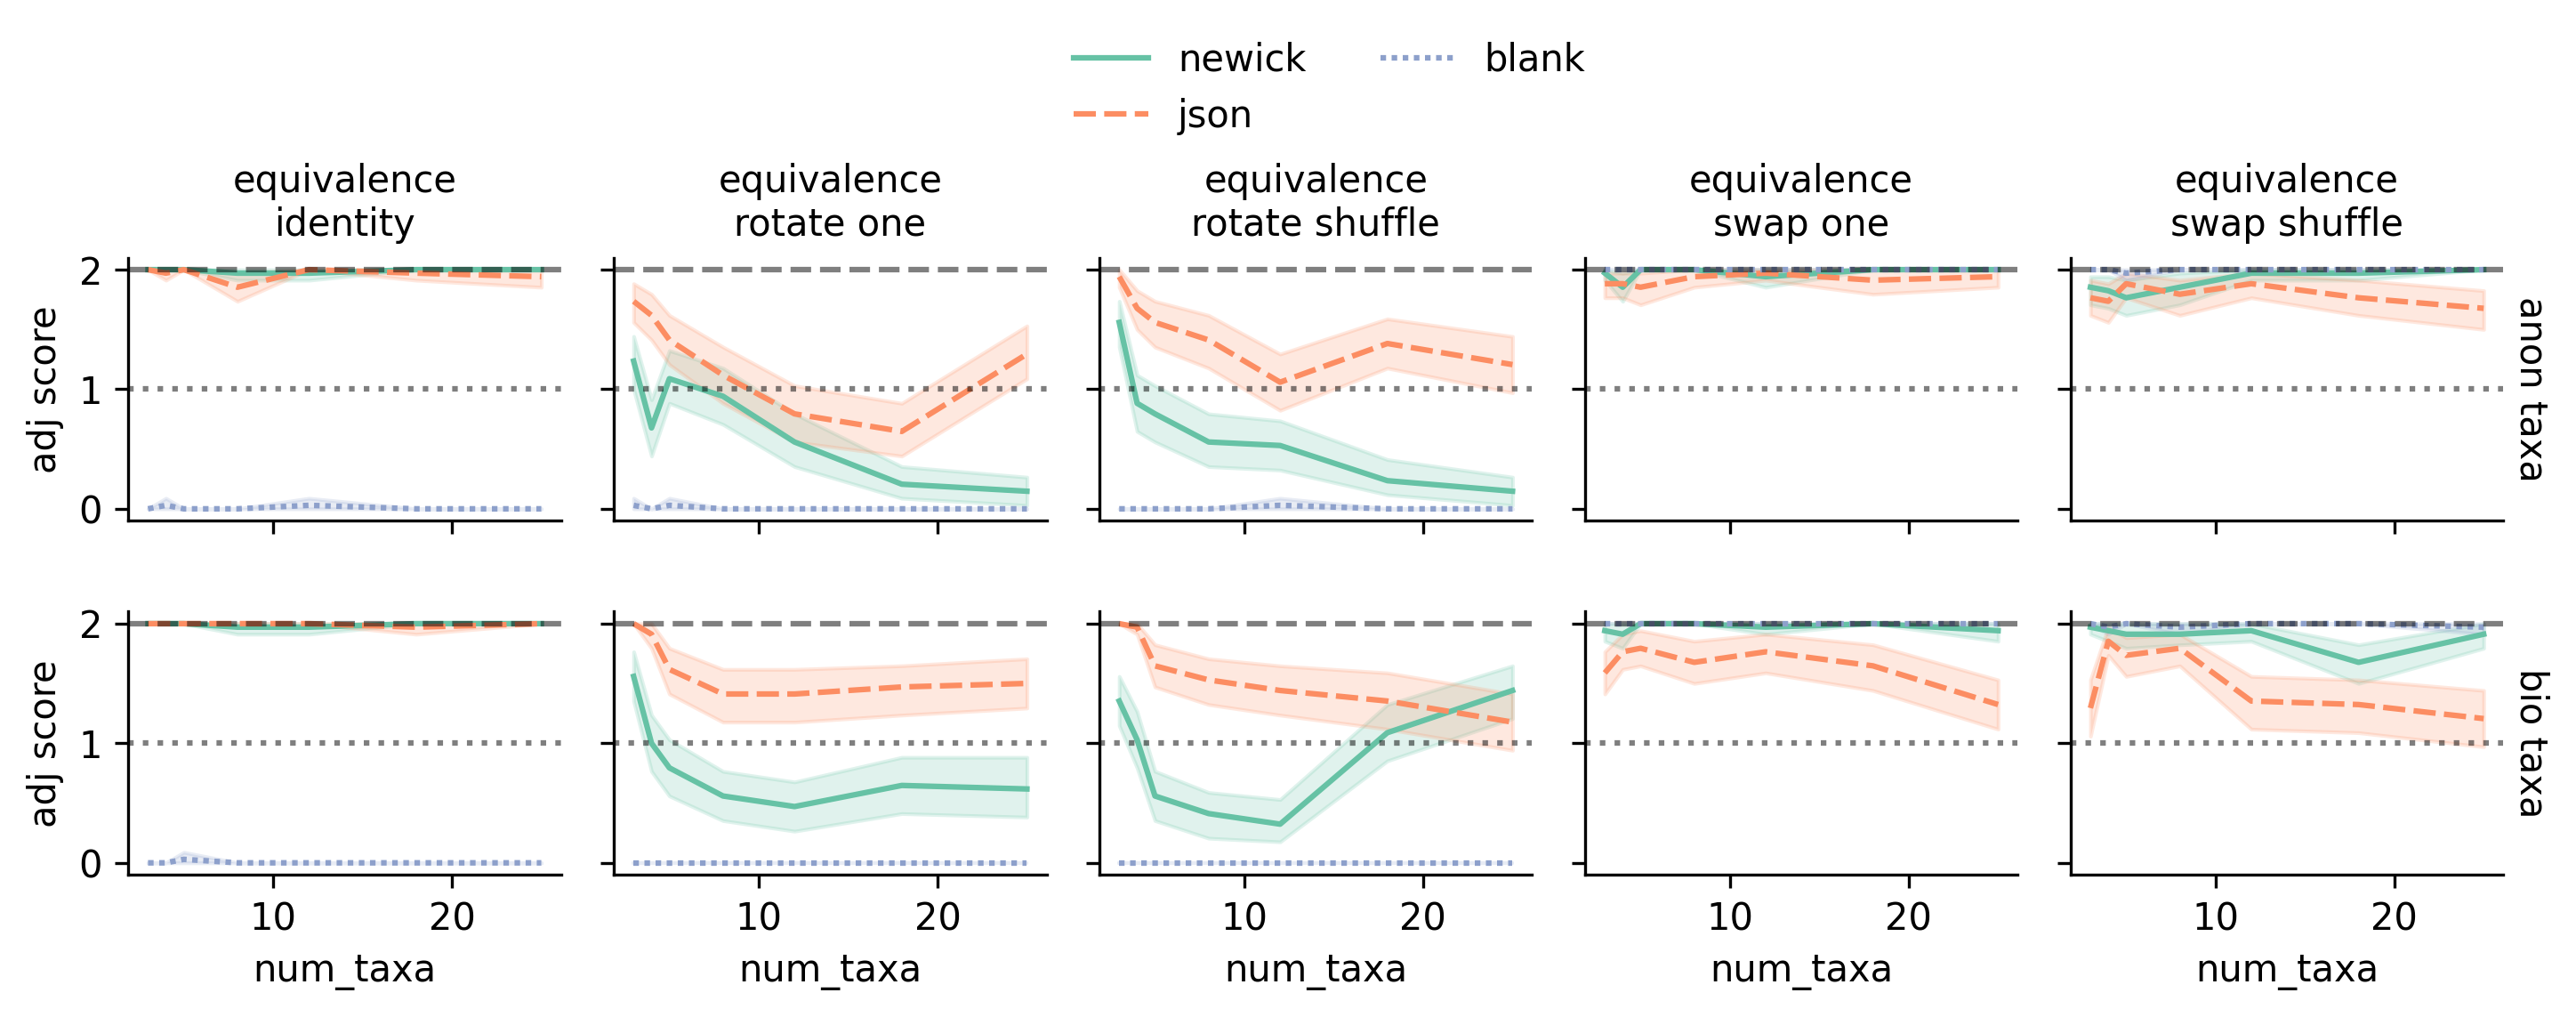 newick
blank
json
equivalence
identity
equivalence
rotate one
equivalence
rotate shuffle
equivalence
swap one
equivalence
swap shuffle
adj score
2
1
0
anon taxa
adj score
2
1
0
bio taxa
10 20
10 20
10 20
10 20
10 20
num_taxa
num_taxa
num_taxa
num_taxa
num_taxa